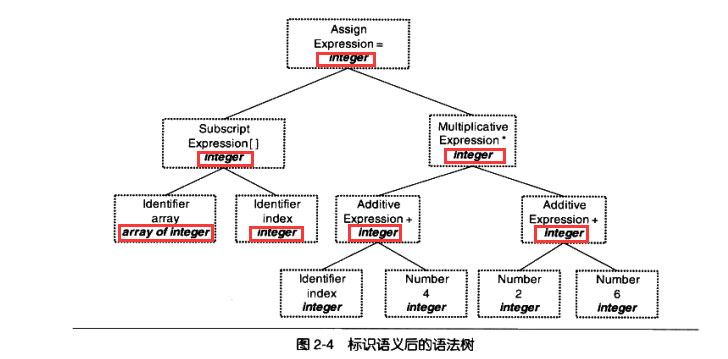 Assign
Expression =
integer
Subscript
Expression[ ]
integer
Multiplicative
Expression *
integer
Identifier
array
array of integer
Identifier
index
integer
Additive
Expression +
integer
Additive
Expression +
integer
Identifier
index
integer
Number
4
integer
Number
2
integer
Number
6
integer
图 2-4 标识语义后的语法树